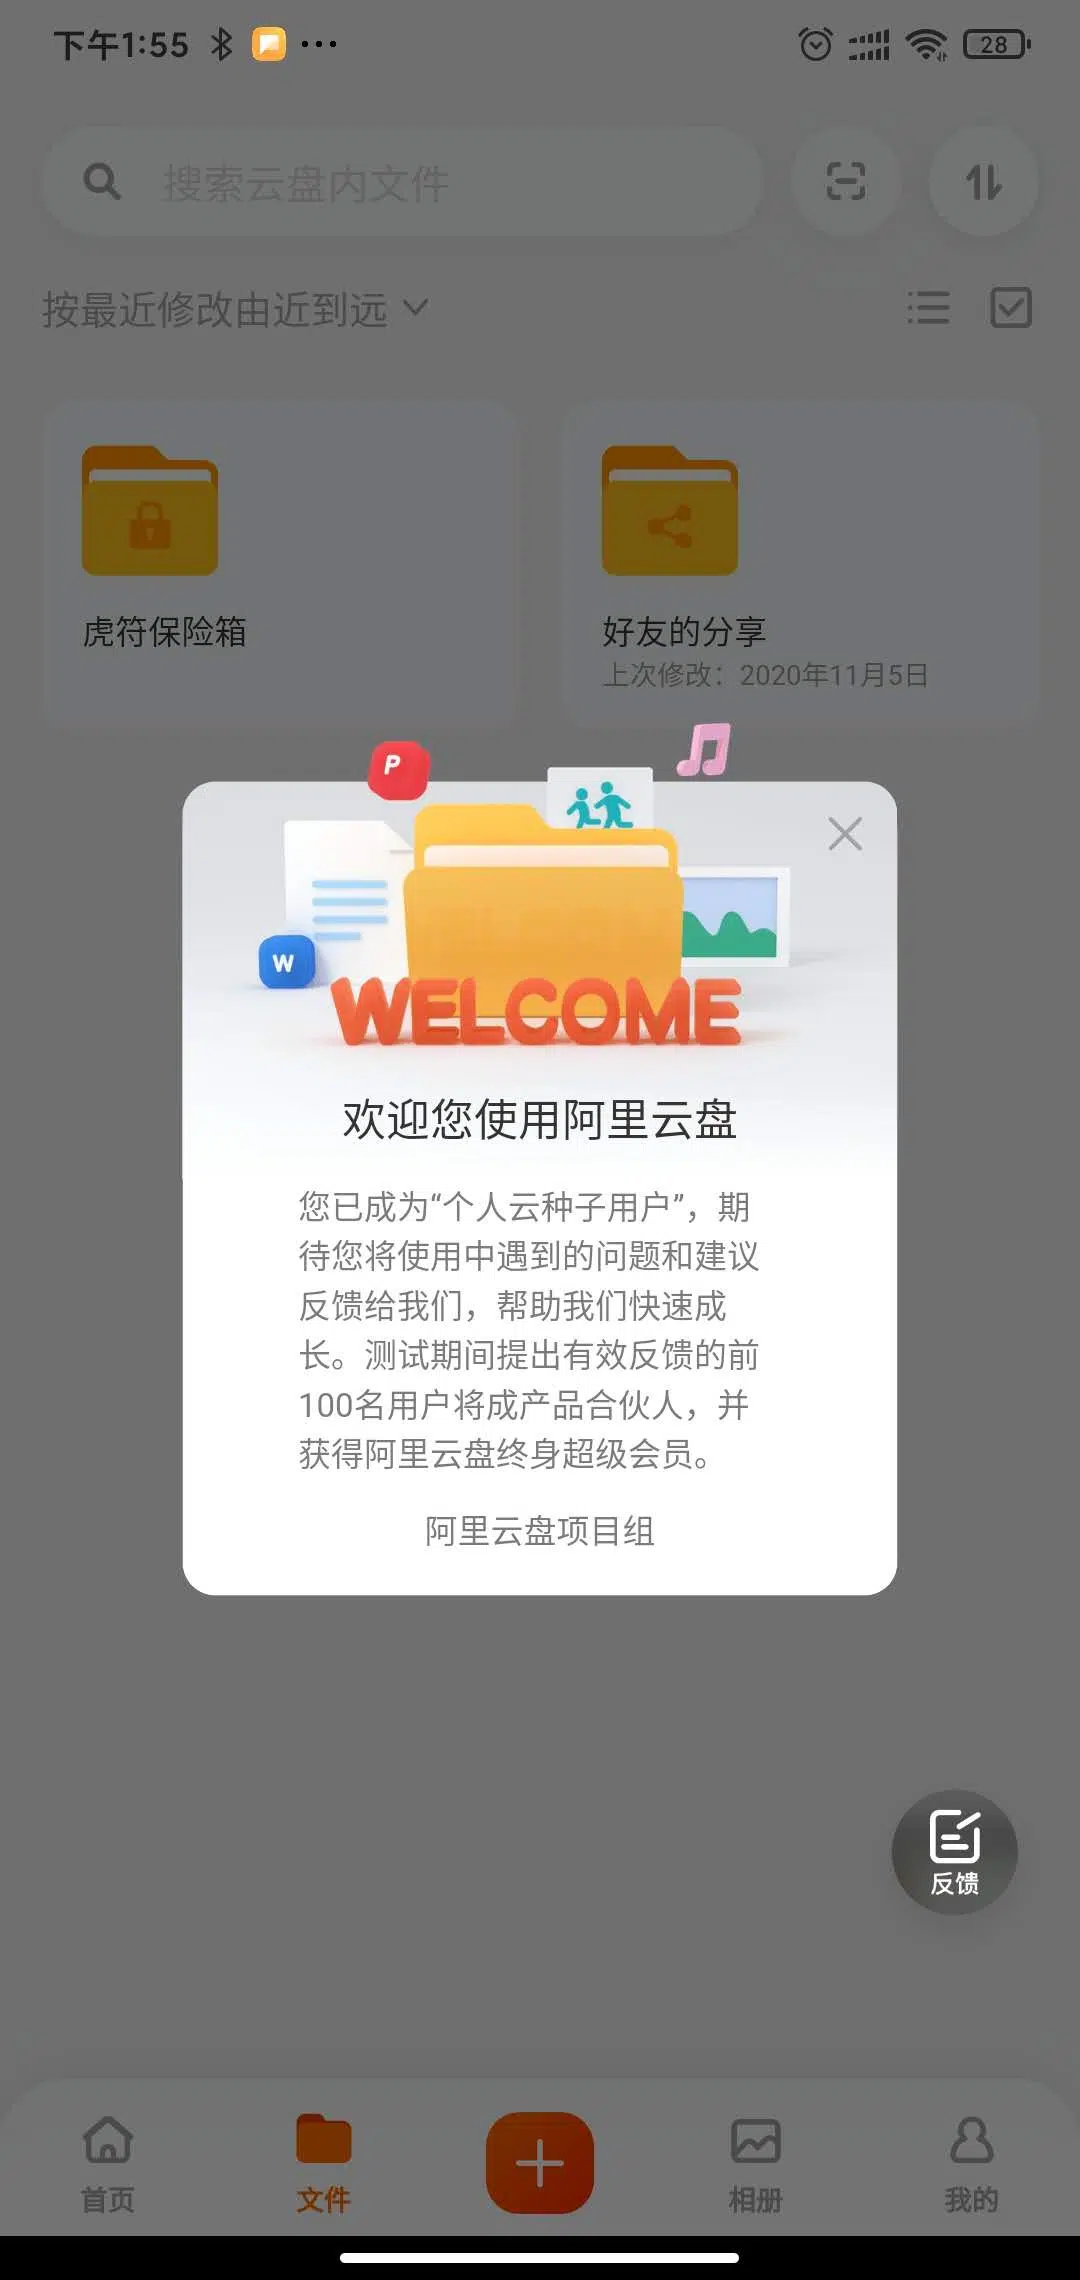 下午1:55
28
搜索云盘内文件
按最近修改由近到远
虎符保险箱
好友的分享
上次修改：2020年11月5日
P
W
WELCOME
欢迎您使用阿里云盘
您已成为“个人云种子用户”，期
待您将使用中遇到的问题和建议
反馈给我们，帮助我们快速成
长。测试期间提出有效反馈的前
100名用户将成产品合伙人，并
获得阿里云盘终身超级会员。
阿里云盘项目组
反馈
首页
文件
相册
我的